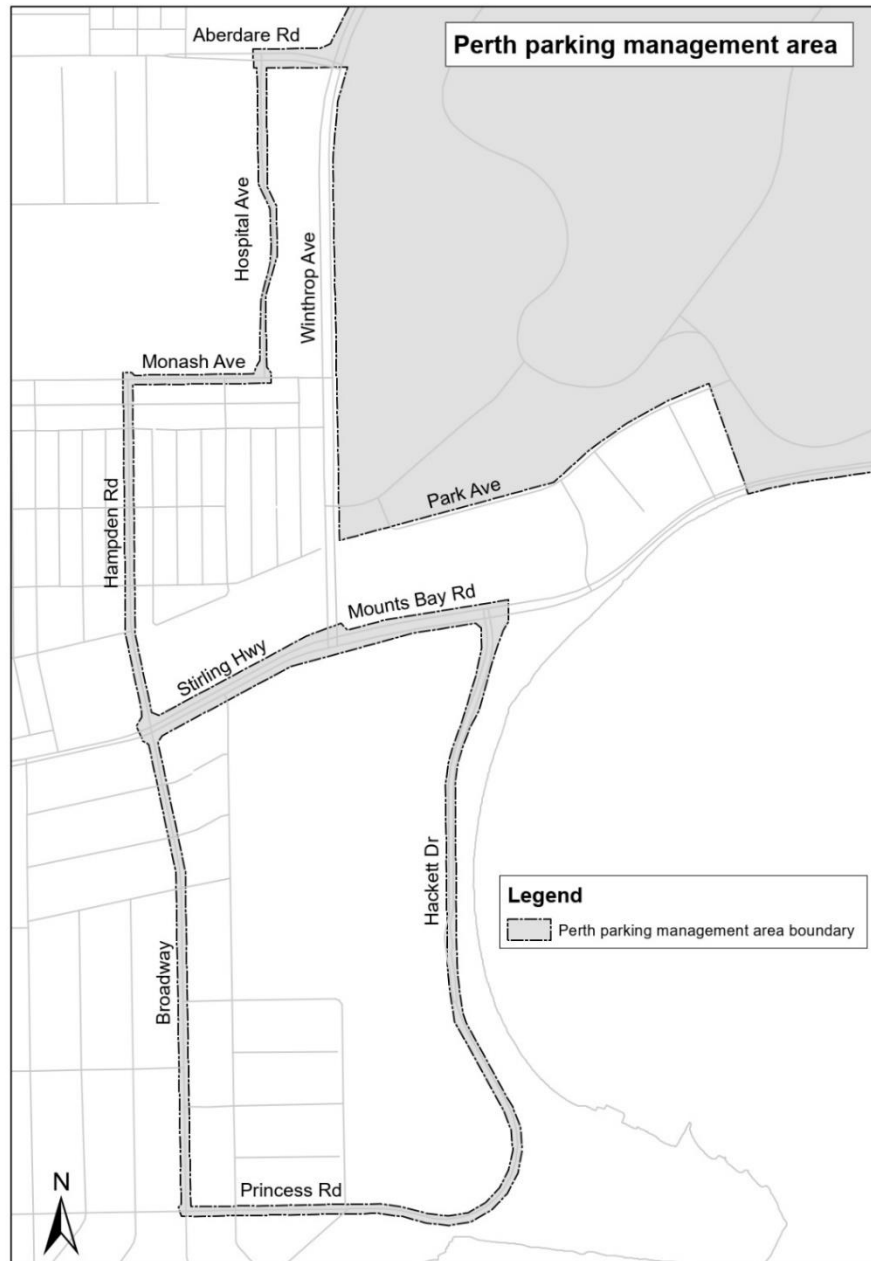 Aberdare Rd
Perth parking management area
Hospital Ave
Winthrop Ave
Monash Ave
Hampden Rd
Park Ave
Mounts Bay Rd
Stirling Hwy
Hackett Dr
Legend
Perth parking management area boundary
Broadway
Princess Rd
N